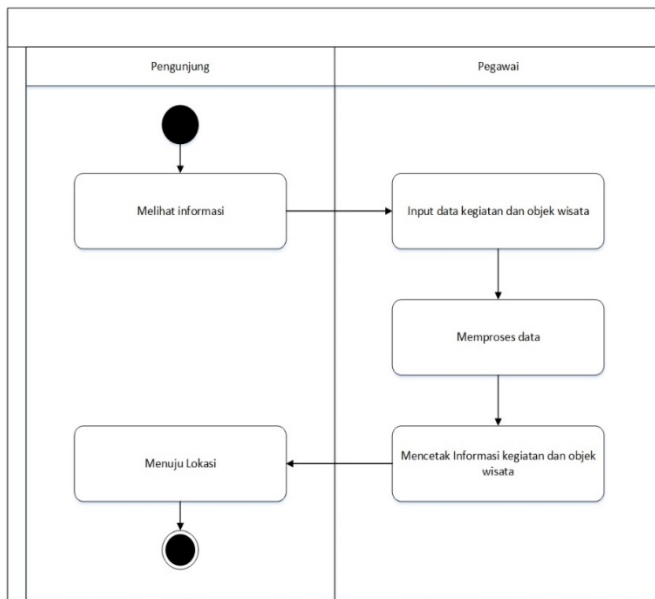 Pengunjung
Pegawai
Melihat informasi
Input data kegiatan dan objek wisata
Memproses data
Menuju Lokasi
Mencetak Informasi kegiatan dan objek
wisata